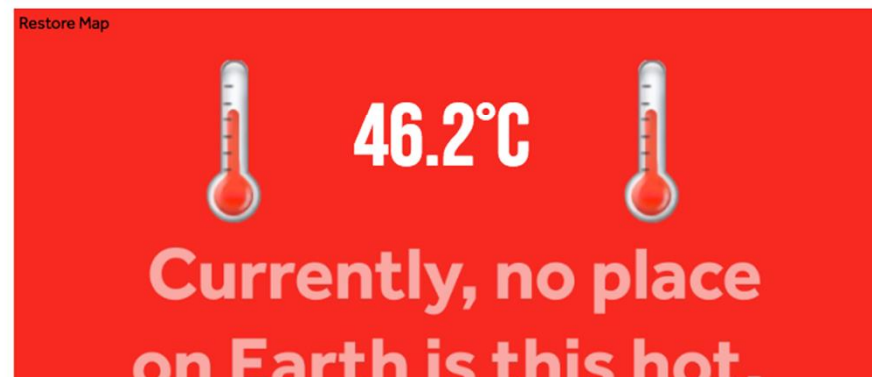 Restore Map
46.2°C
Currently, no place
on Earth is this hot.